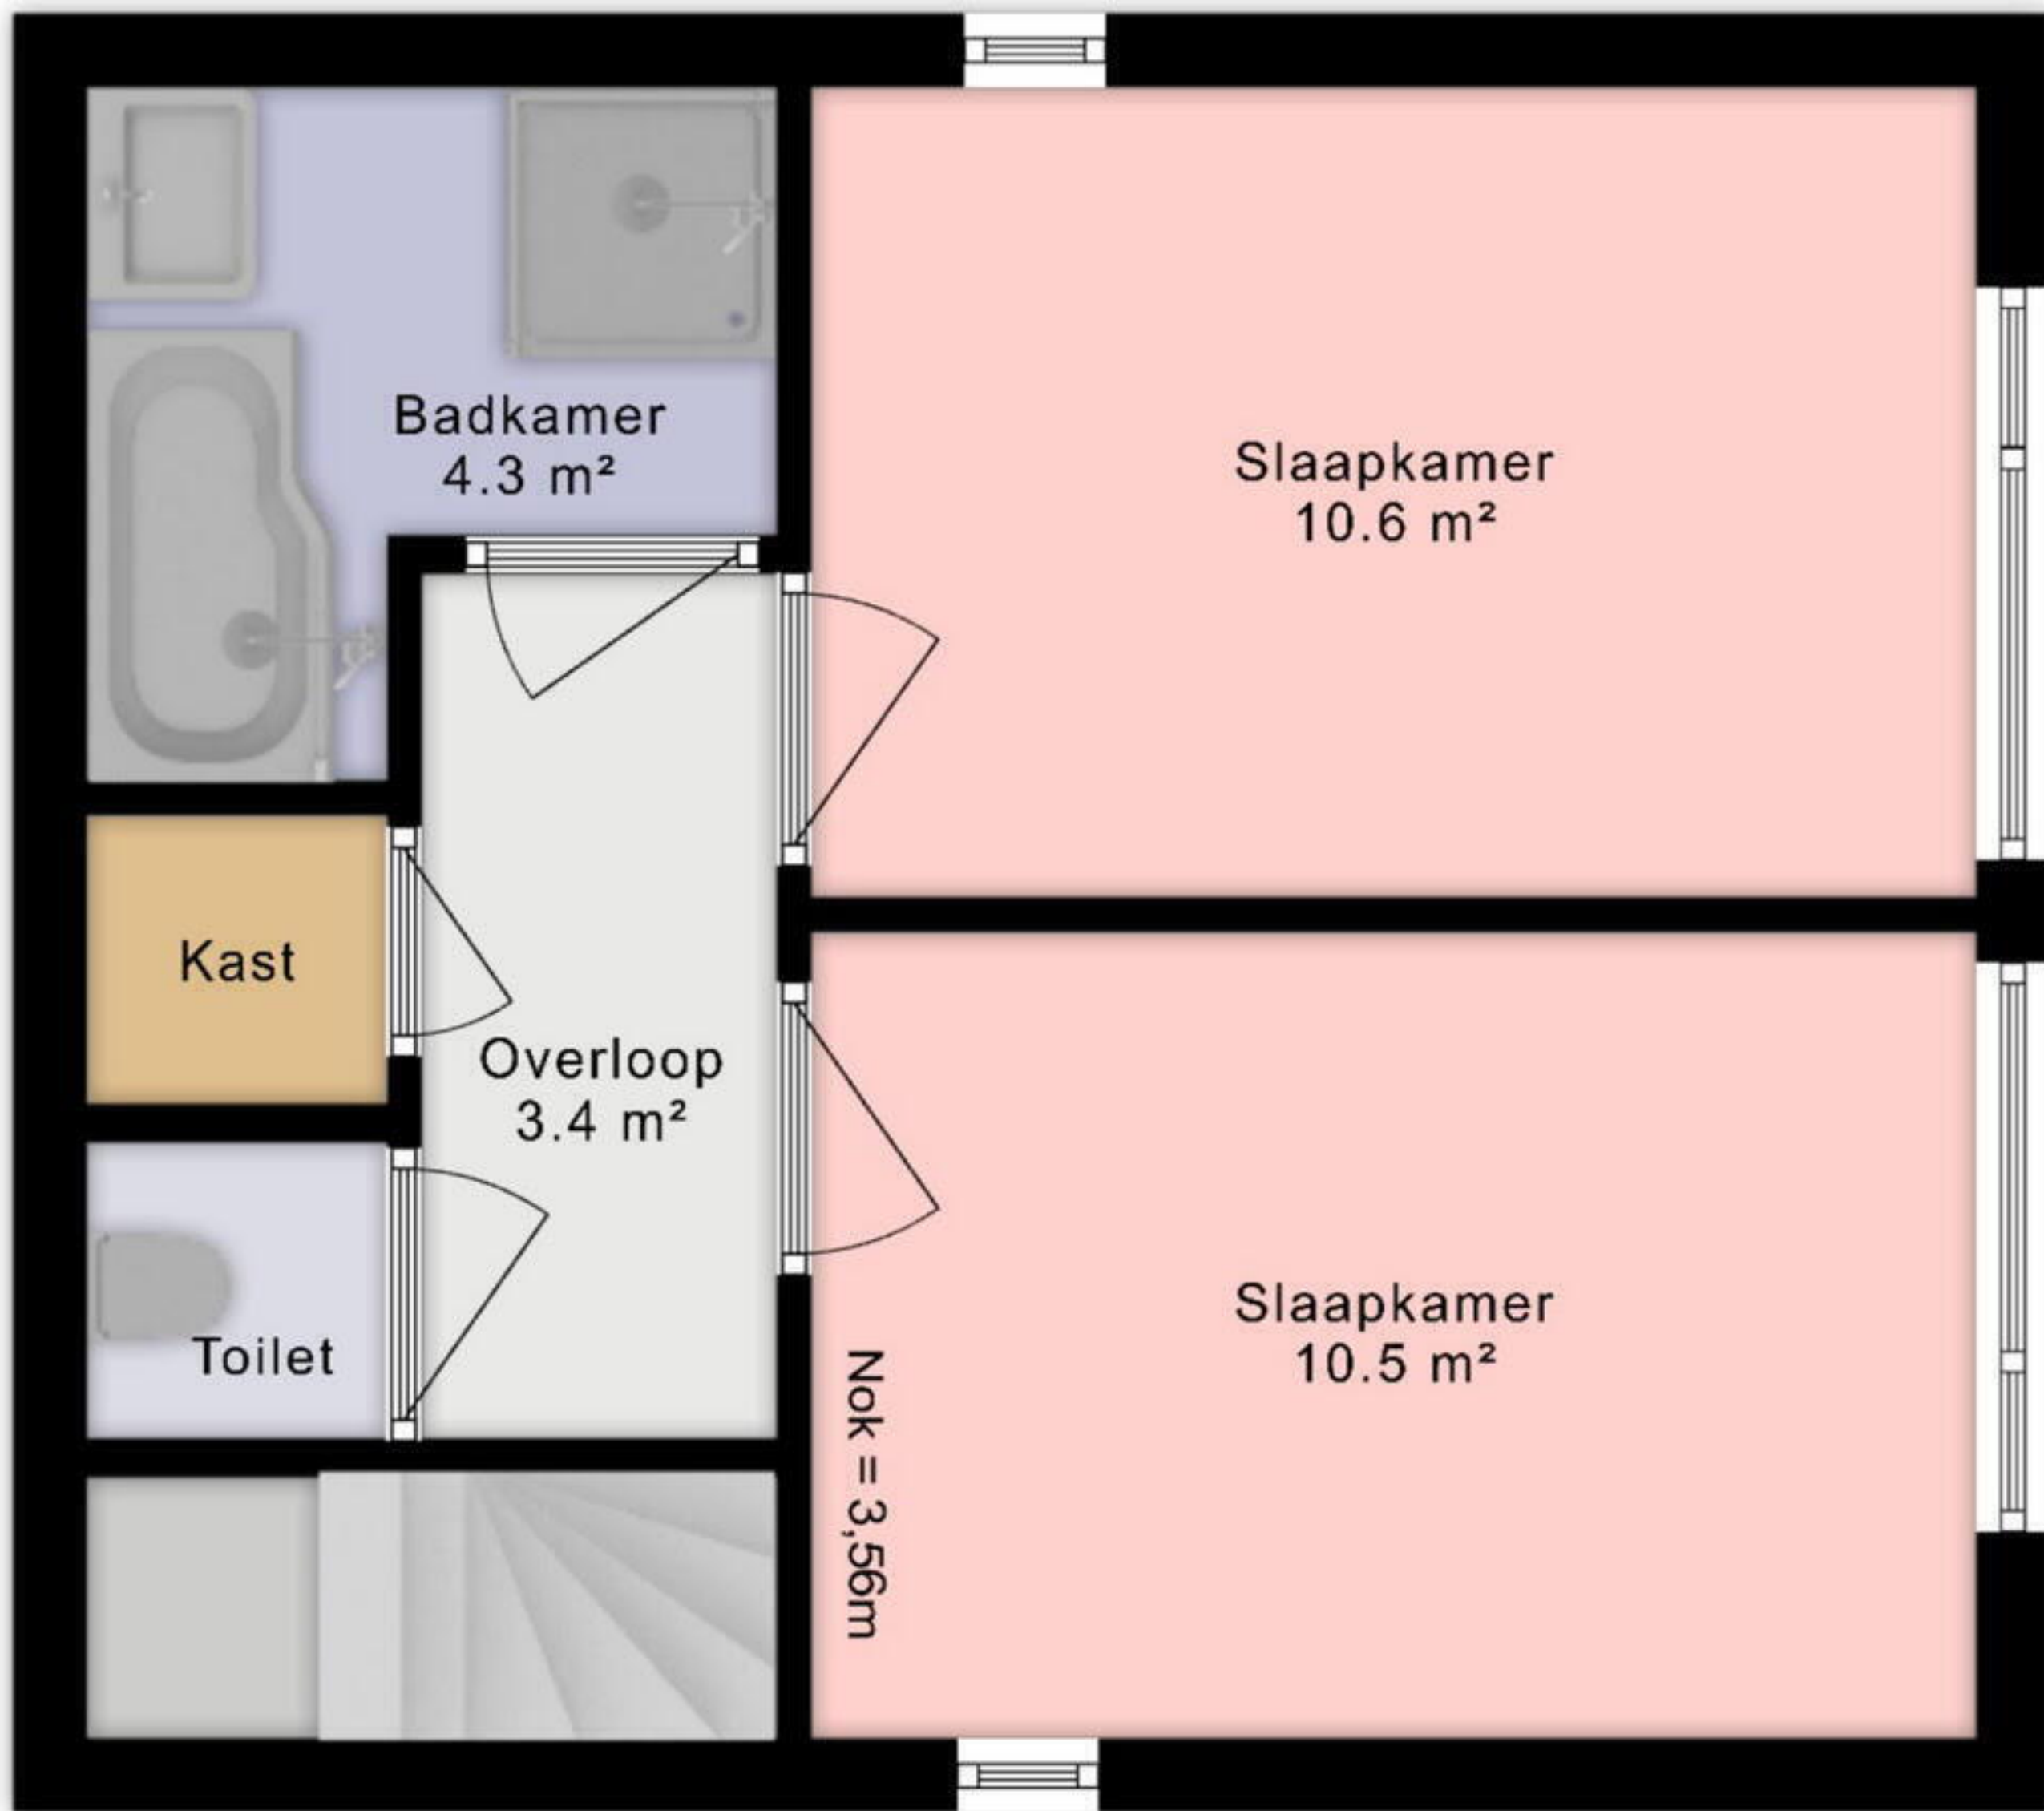 Badkamer
4.3 m²
Slaapkamer
10.6 m²
Kast
Overloop
3.4 m²
Toilet
Slaapkamer
10.5 m²
Nok = 3,56m